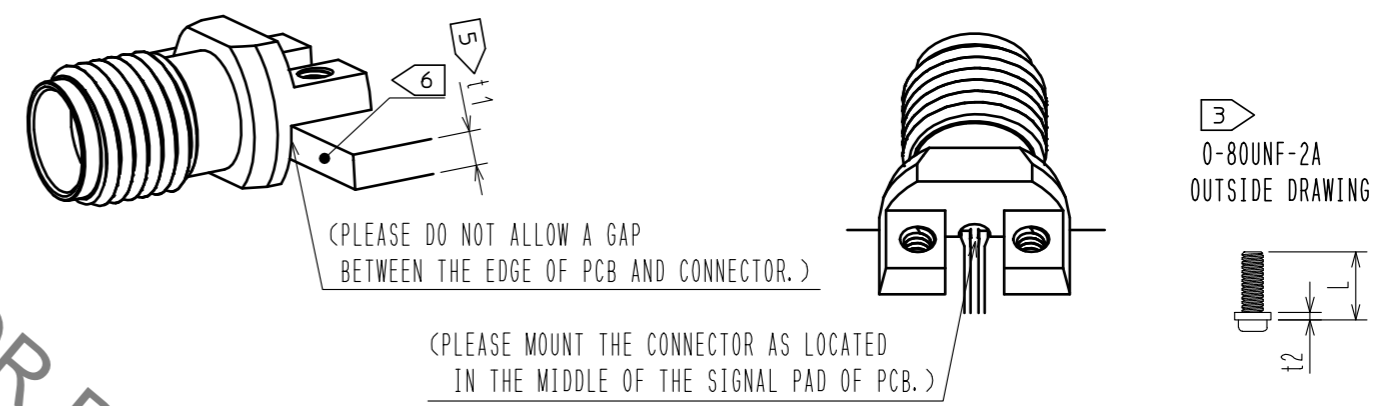 5
t1
6
(PLEASE DO NOT ALLOW A GAP
BETWEEN THE EDGE OF PCB AND CONNECTOR.)
(PLEASE MOUNT THE CONNECTOR AS LOCATED
IN THE MIDDLE OF THE SIGNAL PAD OF PCB.)
3
0-80UNF-2A
OUTSIDE DRAWING
L
t2
OR